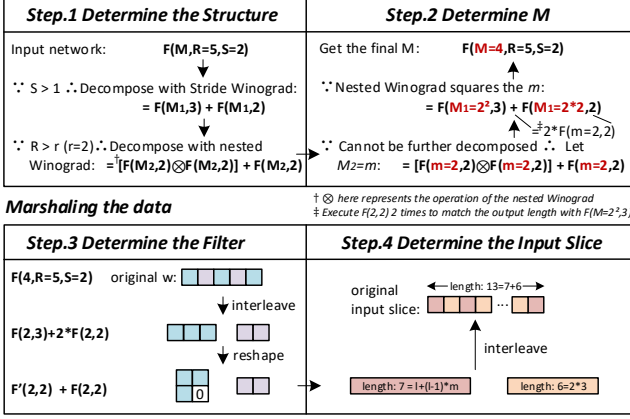 Step.1 Determine the Structure
Input network: F(M,R=5,S=2)
∵ S > 1 ∴ Decompose with Stride Winograd:
= F(M₁,3) + F(M₁,2)
∵ R > r (r=2) ∴ Decompose with nested
Winograd: =†[F(M₂,2)⊗F(M₂,2)] + F(M₂,2)
Step.2 Determine M
Get the final M: F(M=4,R=5,S=2)
∵ Nested Winograd squares the m:
= F(M₁=2²,3) + F(M₁=2*2,2)
‡=2*F(m=2,2)
∵ Cannot be further decomposed ∴ Let
M₂=m: = [F(m=2,2)⊗F(m=2,2)] + F(m=2,2)
† ⊗ here represents the operation of the nested Winograd
‡ Execute F(2,2) 2 times to match the output length with F(M=2²,3)
Marshaling the data
Step.3 Determine the Filter
F(4,R=5,S=2) original w:
interleave
F(2,3)+2*F(2,2)
reshape
F'(2,2) + F(2,2)
0
Step.4 Determine the Input Slice
length: 13=7+6
original
input slice:
...
interleave
length: 7 = l+(l-1)*m
length: 6=2*3